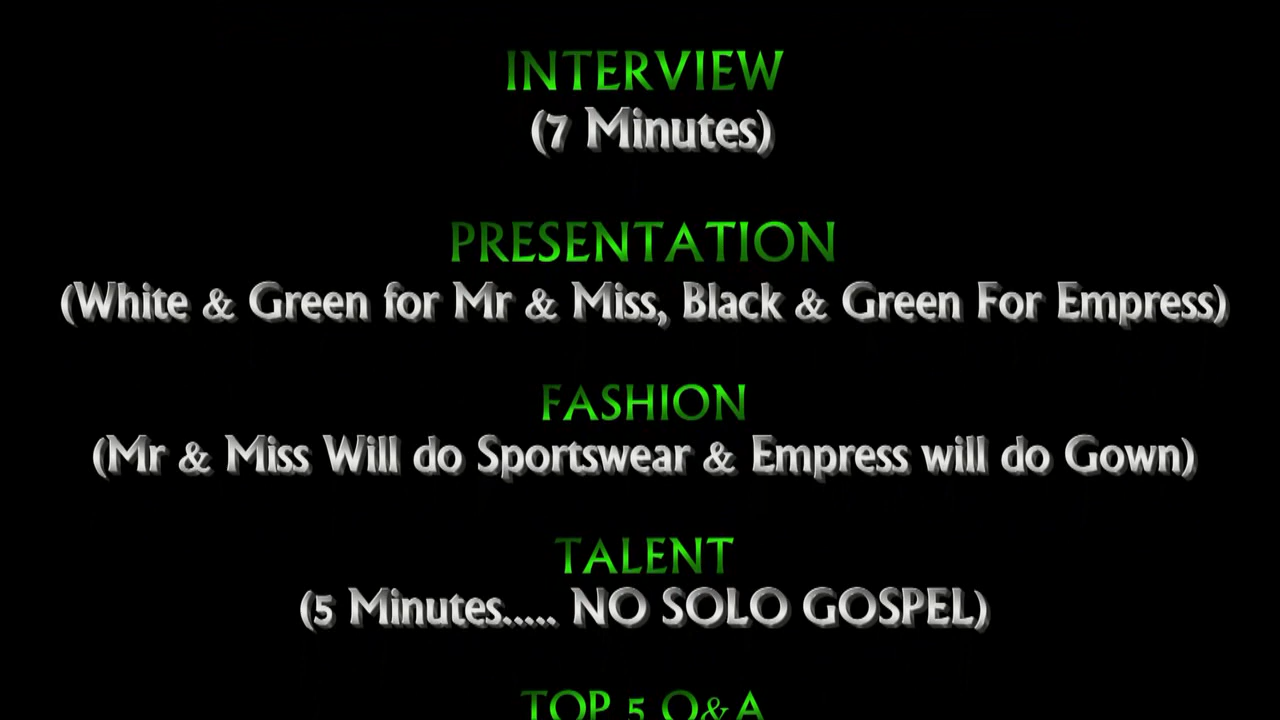 INTERVIEW
(7 Minutes)
PRESENTATION
(White & Green for Mr & Miss, Black & Green For Empress)
FASHION
(Mr & Miss Will do Sportswear & Empress will do Gown)
TALENT
(5 Minutes..... NO SOLO GOSPEL)
TOP 5 Q&A